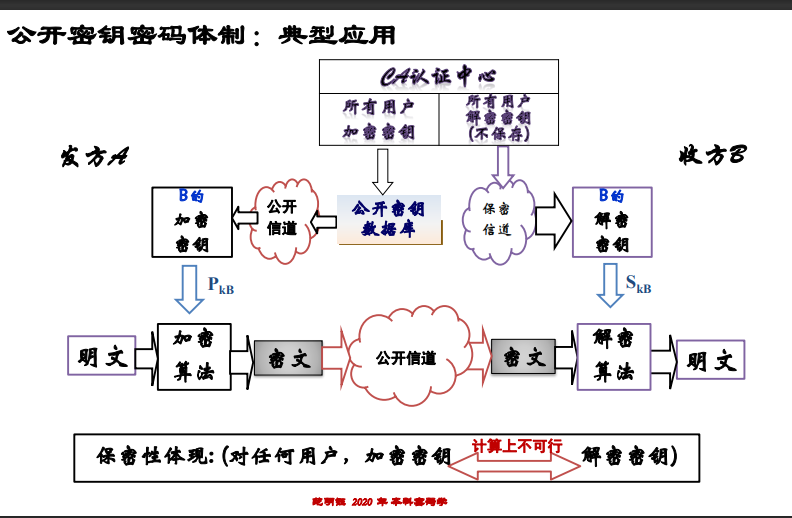 公开密钥密码体制：典型应用
CA认证中心
所有用户
加密密钥
所有用户
解密密钥
(不保存)
发方A
收方B
B的
加密
密钥
公开
信道
公开密钥
数据库
保密
信道
B的
解密
密钥
PkB
SkB
明文
加密
算法
密文
公开信道
密文
解密
算法
明文
保密性体现: (对任何用户，加密密钥
计算上不可行
解密密钥)
2020 年本科